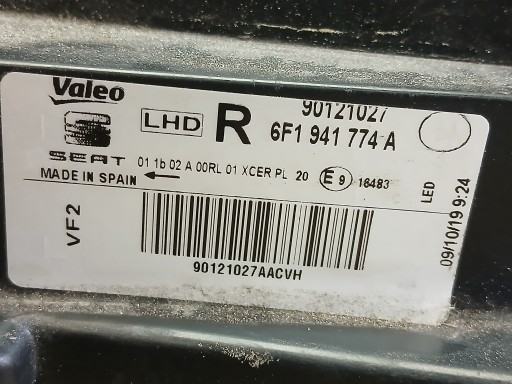 Valeo
90121027
LHD R 6F1 941 774 A
SEAT
01 1b 02 A 00RL 01 XCER PL 20 E 9 18483
MADE IN SPAIN
LED
09/10/19 9:24
VF2
90121027AACVH